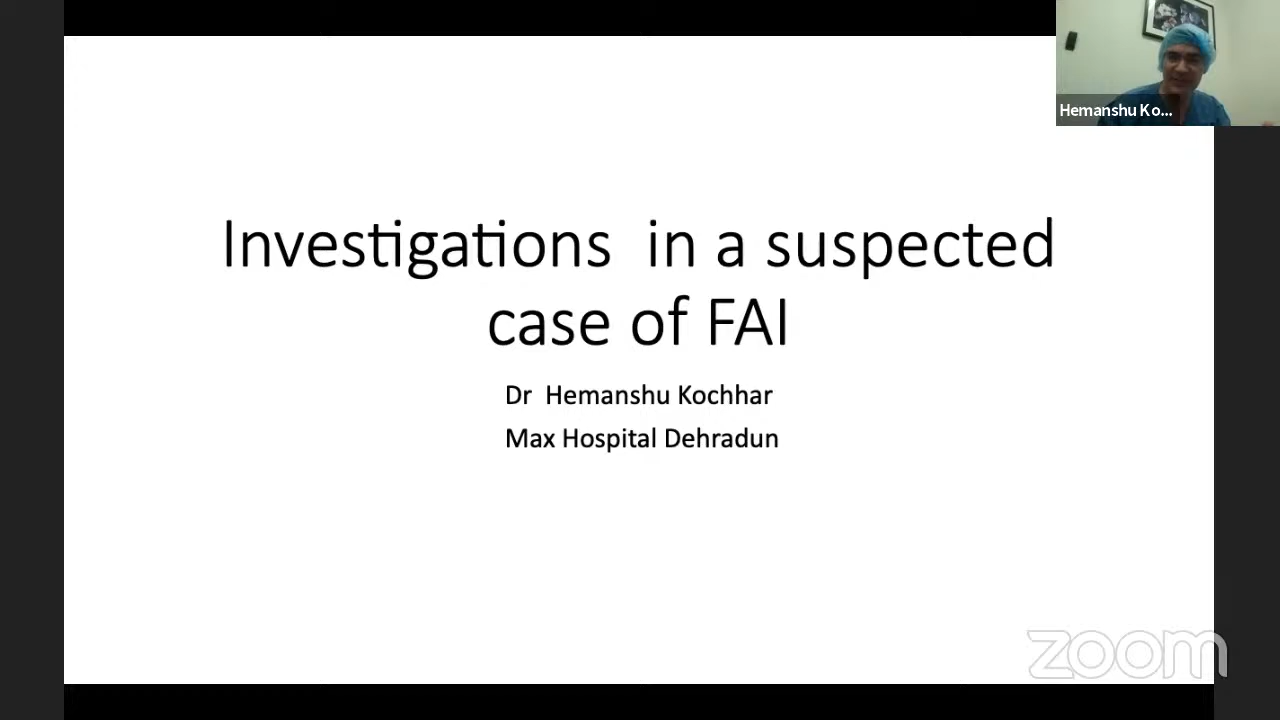 Hemanshu Ko...
Investigations in a suspected
case of FAI
Dr Hemanshu Kochhar
Max Hospital Dehradun
zoom